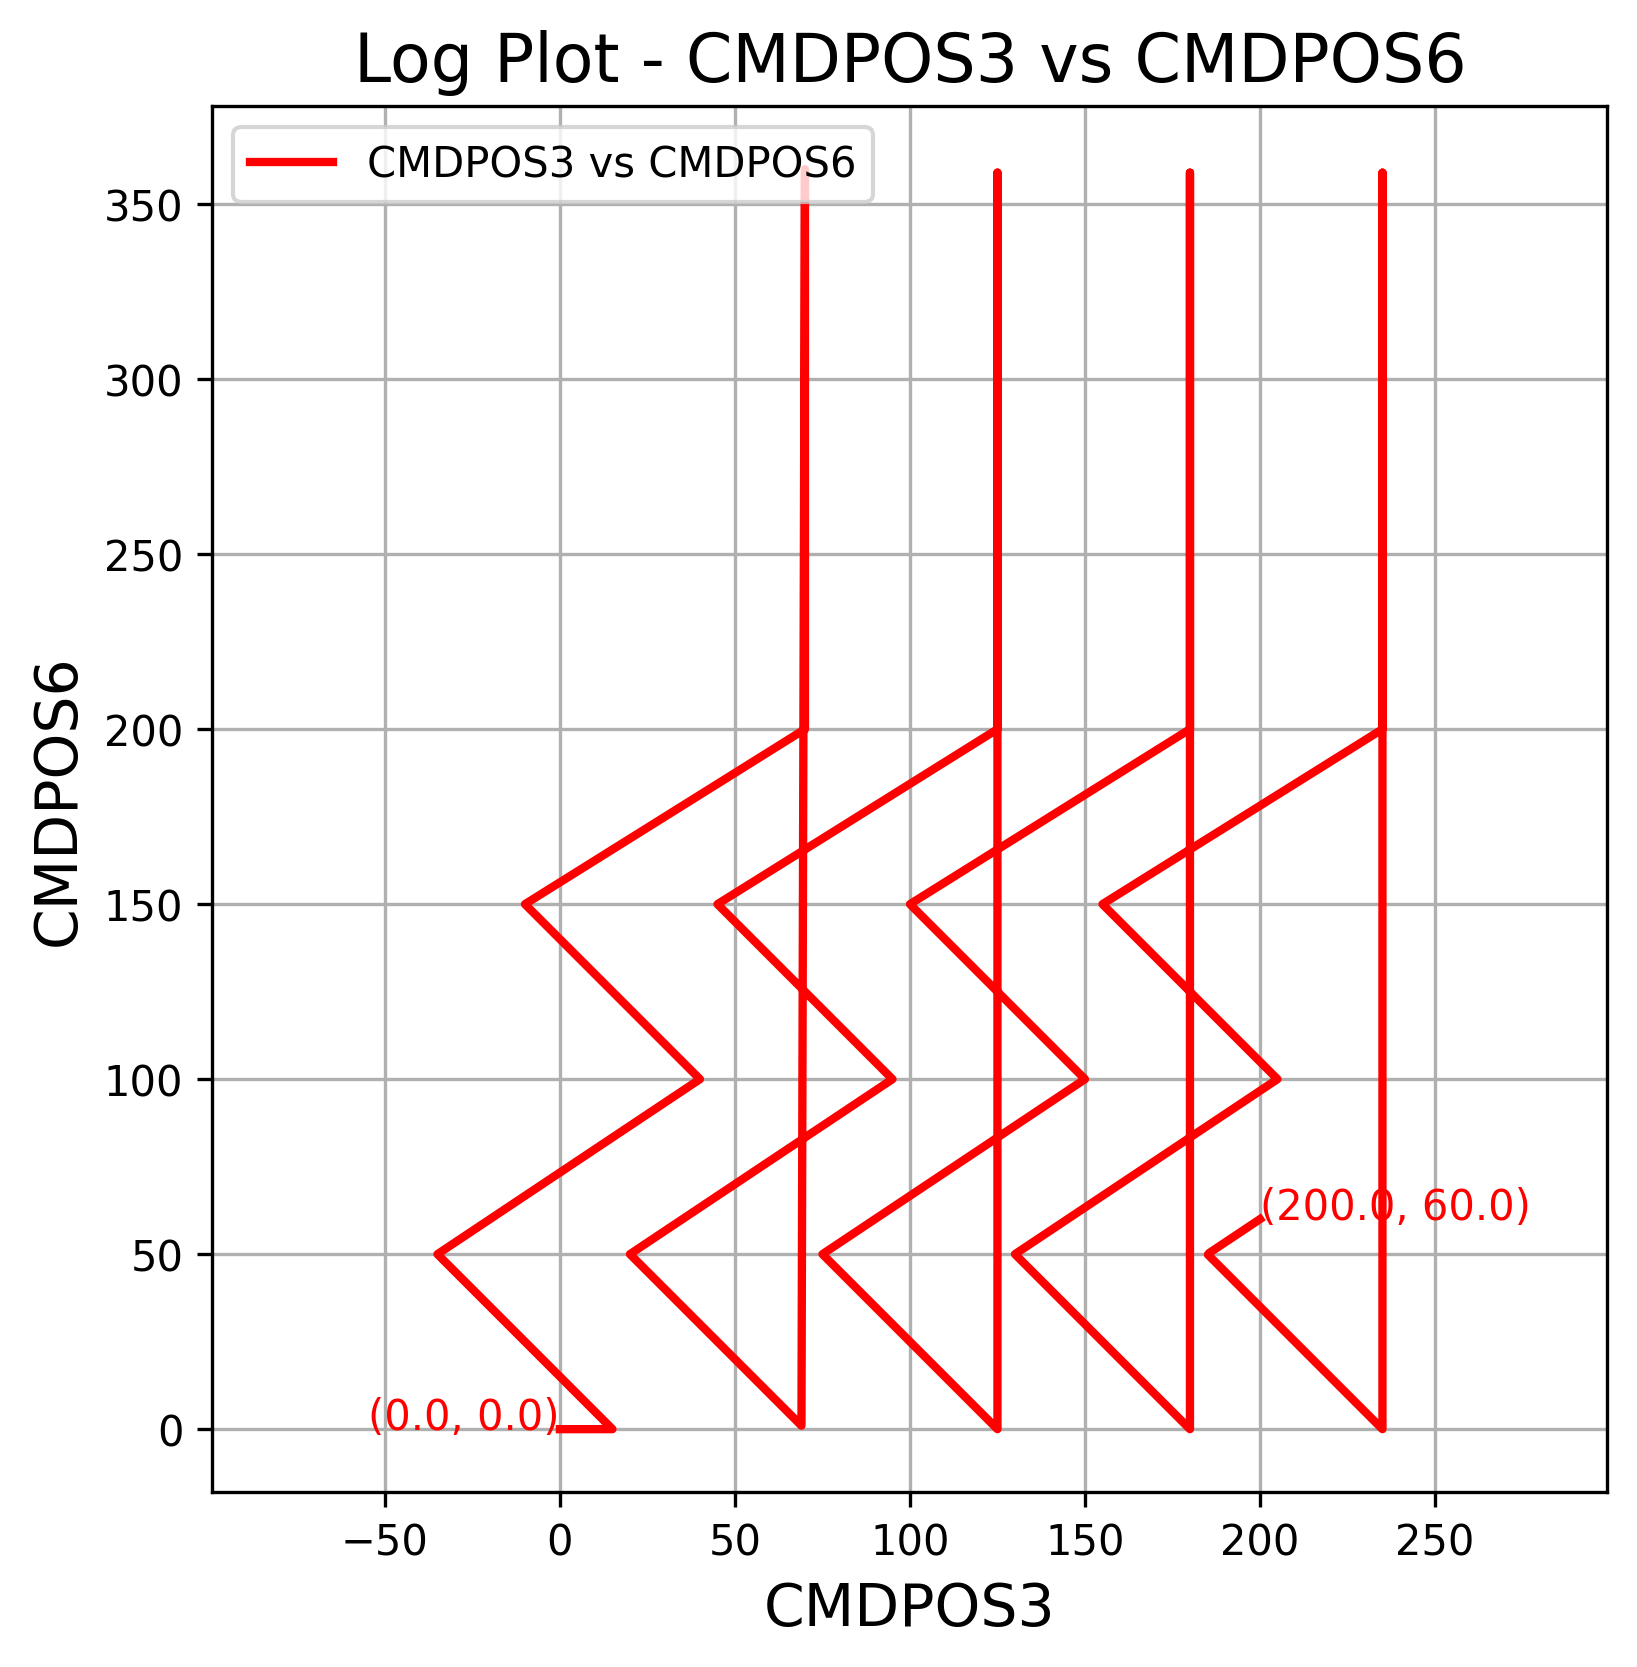 Log Plot - CMDPOS3 vs CMDPOS6
CMDPOS3 vs CMDPOS6
350
300
250
200
150
100
50
0
CMDPOS6
(200.0, 60.0)
(0.0, 0.0)
−50 0 50 100 150 200 250
CMDPOS3